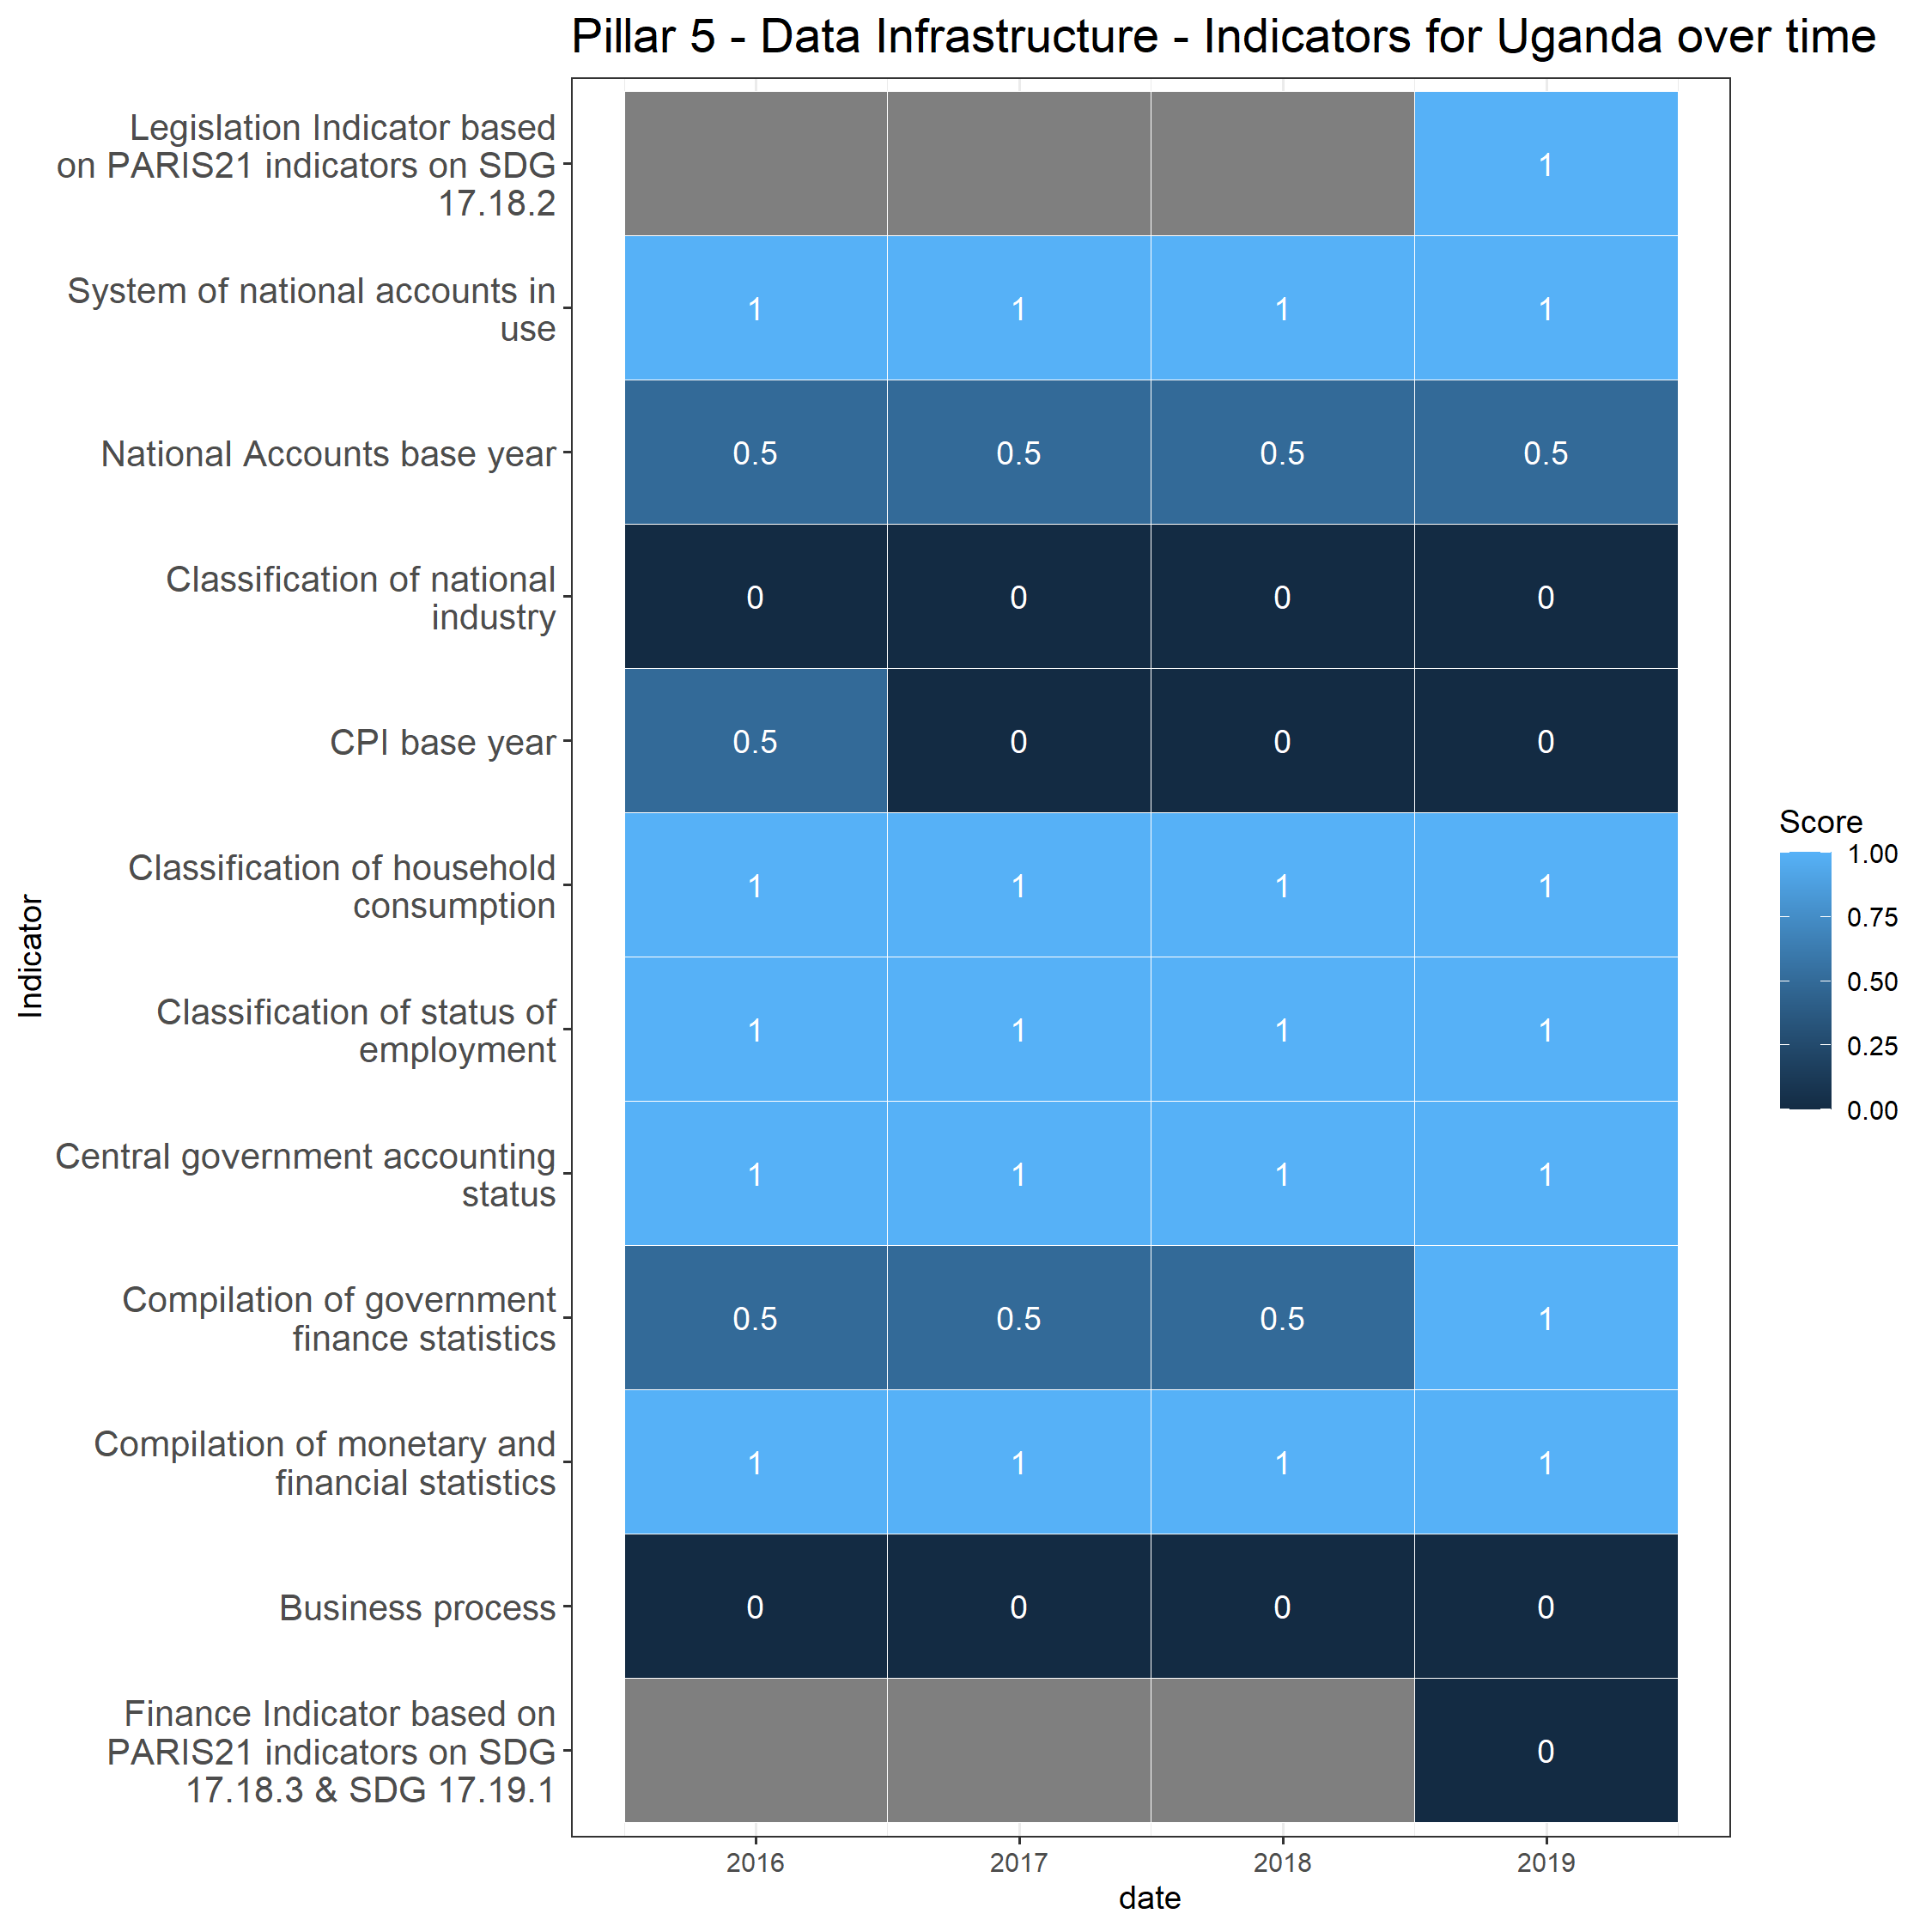 Pillar 5 - Data Infrastructure - Indicators for Uganda over time
Indicator
Legislation Indicator based
on PARIS21 indicators on SDG
17.18.2
1
System of national accounts in
use
1 1 1 1
National Accounts base year
0.5 0.5 0.5 0.5
Classification of national
industry
0 0 0 0
CPI base year
0.5 0 0 0
Classification of household
consumption
1 1 1 1
Classification of status of
employment
1 1 1 1
Central government accounting
status
1 1 1 1
Compilation of government
finance statistics
0.5 0.5 0.5 1
Compilation of monetary and
financial statistics
1 1 1 1
Business process
0 0 0 0
Finance Indicator based on
PARIS21 indicators on SDG
17.18.3 & SDG 17.19.1
0
2016 2017 2018 2019
date
Score
1.00
0.75
0.50
0.25
0.00